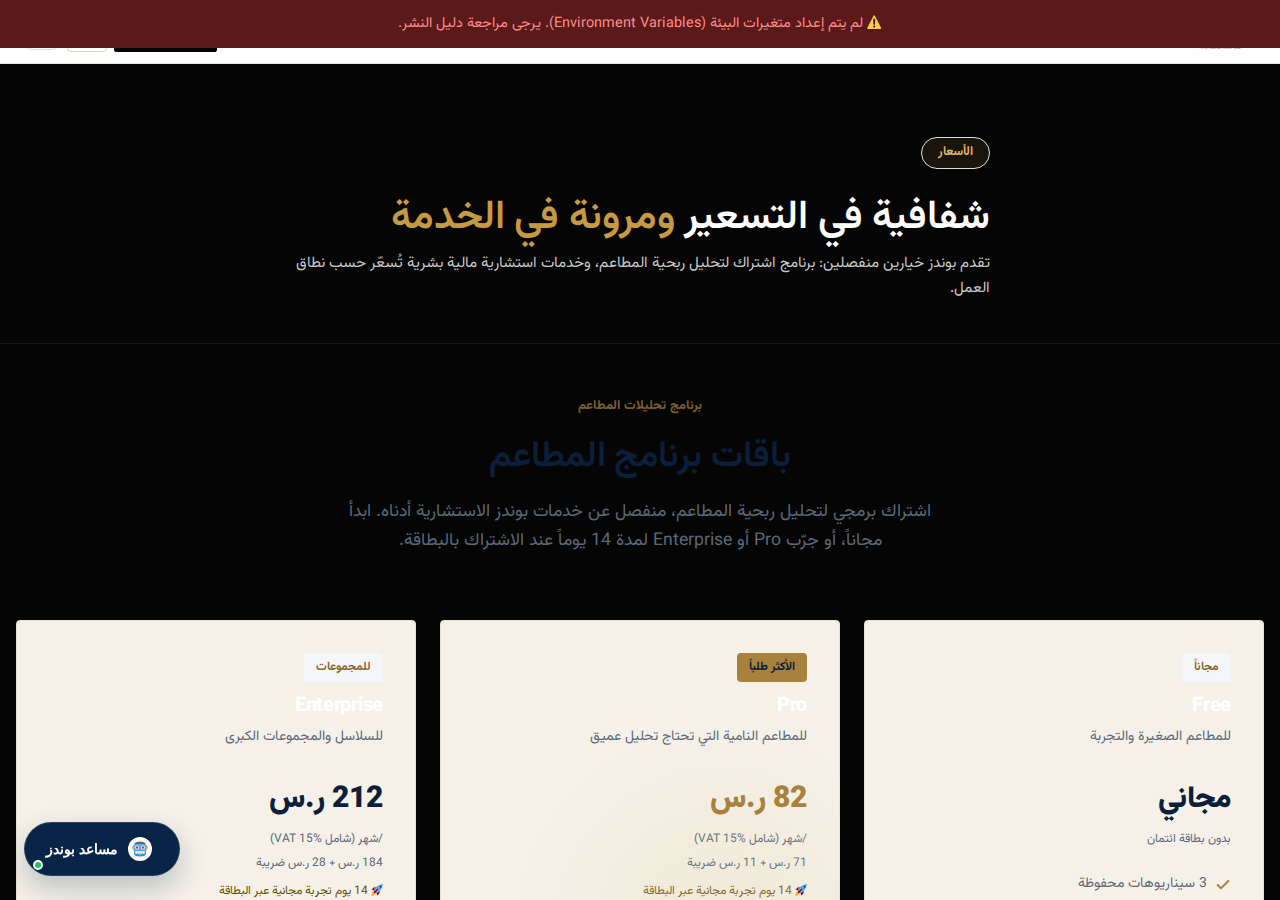 ⚠️ لم يتم إعداد متغيرات البيئة (Environment Variables). يرجى مراجعة دليل النشر.
الأسعار
شفافية في التسعير ومرونة في الخدمة
تقدم بوندز خيارين منفصلين: برنامج اشتراك لتحليل ربحية المطاعم، وخدمات استشارية مالية بشرية تُسعّر حسب نطاق
العمل.
برنامج تحليلات المطاعم
باقات برنامج المطاعم
اشتراك برمجي لتحليل ربحية المطاعم، منفصل عن خدمات بوندز الاستشارية أدناه. ابدأ
مجاناً، أو جرّب Pro أو Enterprise لمدة 14 يوماً عند الاشتراك بالبطاقة.
مجاناً
Free
للمطاعم الصغيرة والتجربة
مجاني
بدون بطاقة ائتمان
3 سيناريوهات محفوظة
الأكثر طلباً
Pro
للمطاعم النامية التي تحتاج تحليل عميق
82 ر.س
/شهر (شامل 15% VAT)
71 ر.س + 11 ر.س ضريبة
🚀 14 يوم تجربة مجانية عبر البطاقة
للمجموعات
Enterprise
للسلاسل والمجموعات الكبرى
212 ر.س
/شهر (شامل 15% VAT)
184 ر.س + 28 ر.س ضريبة
🚀 14 يوم تجربة مجانية عبر البطاقة
مساعد بوندز